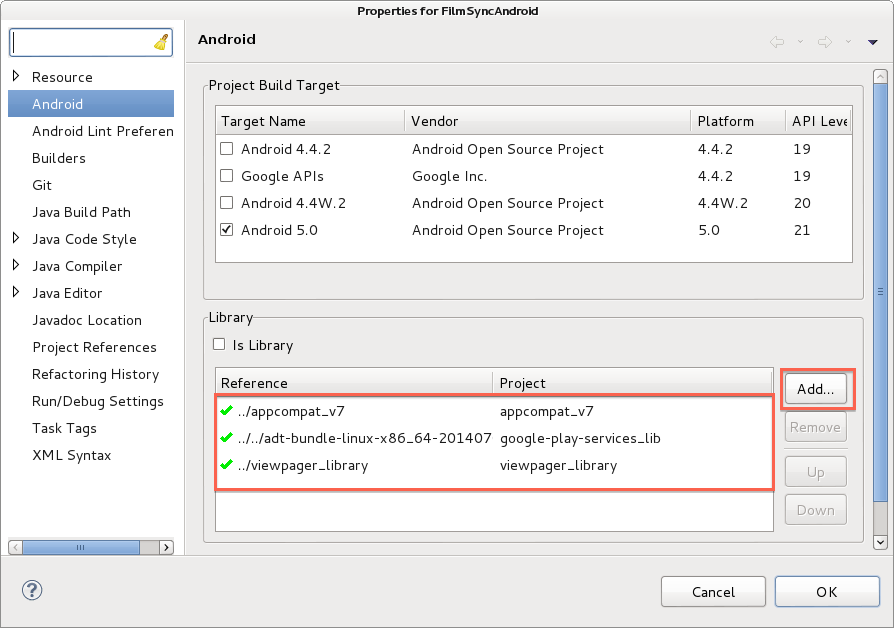 Properties for FilmSyncAndroid
Android
Resource
Android
Android Lint Preferen
Builders
Git
Java Build Path
Java Code Style
Java Compiler
Java Editor
Javadoc Location
Project References
Refactoring History
Run/Debug Settings
Task Tags
XML Syntax
Project Build Target
Target Name Vendor Platform API Leve
Android 4.4.2 Android Open Source Project 4.4.2 19
Google APIs Google Inc. 4.4.2 19
Android 4.4W.2 Android Open Source Project 4.4W.2 20
Android 5.0 Android Open Source Project 5.0 21
Library
Is Library
Reference Project
../appcompat_v7 appcompat_v7
../../adt-bundle-linux-x86_64-201407 google-play-services_lib
../viewpager_library viewpager_library
Add...
Remove
Up
Down
?
Cancel OK